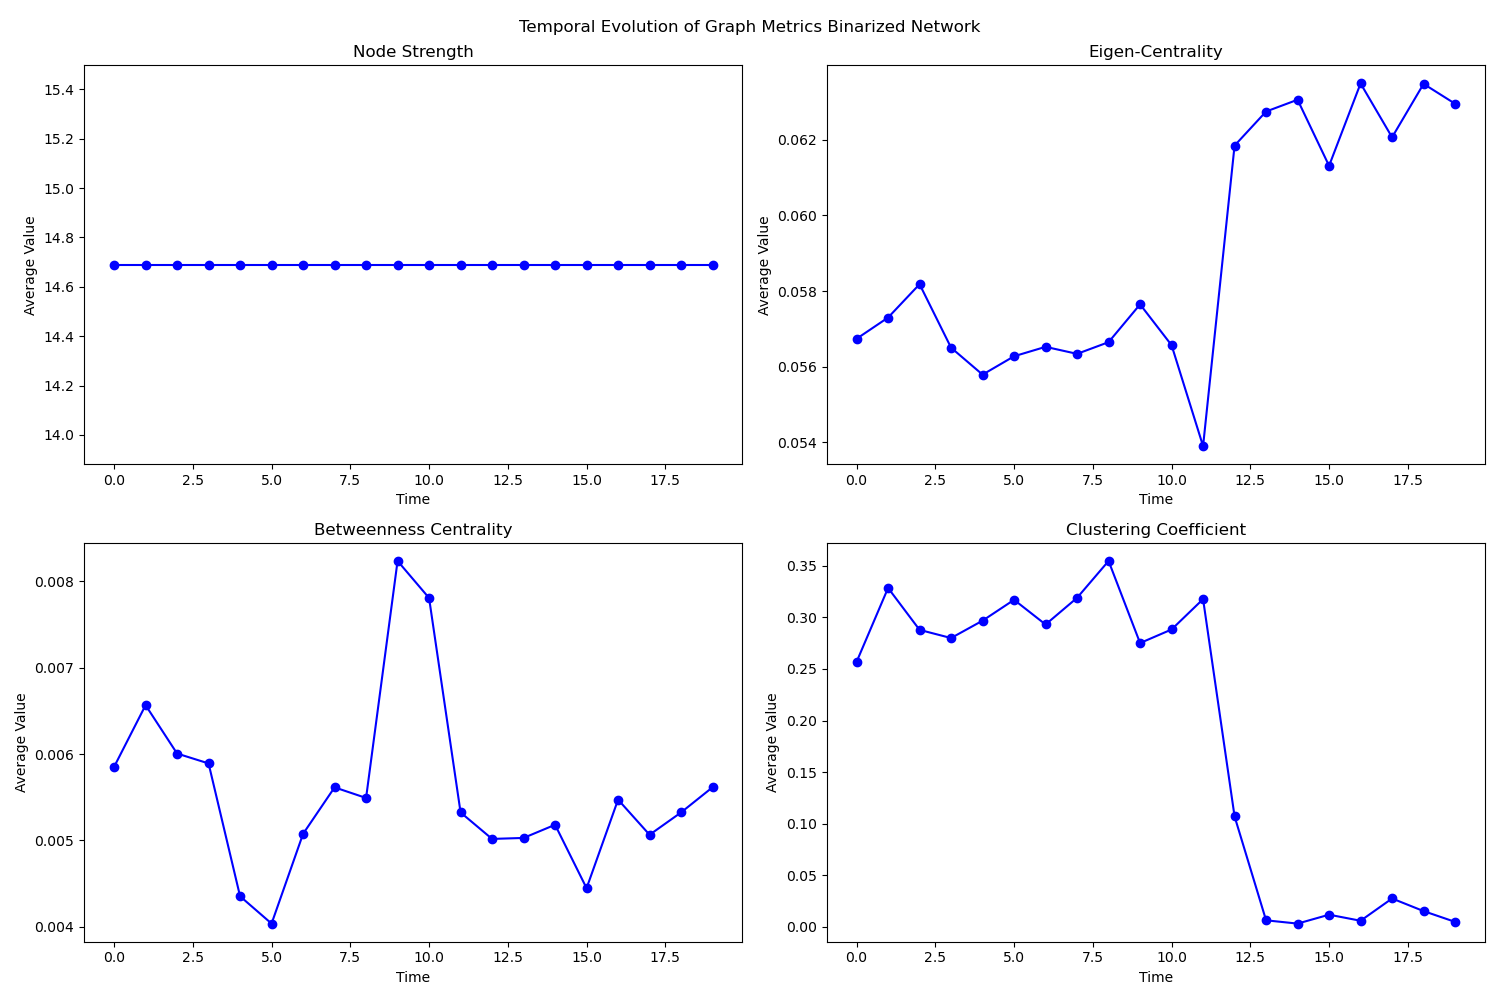 Temporal Evolution of Graph Metrics Binarized Network
Node Strength
15.4
15.2
15.0
14.8
14.6
14.4
14.2
14.0
Average Value
0.0 2.5 5.0 7.5 10.0 12.5 15.0 17.5
Time
Eigen-Centrality
0.062
0.060
0.058
0.056
0.054
Average Value
0.0 2.5 5.0 7.5 10.0 12.5 15.0 17.5
Time
Betweenness Centrality
0.008
0.007
0.006
0.005
0.004
Average Value
0.0 2.5 5.0 7.5 10.0 12.5 15.0 17.5
Time
Clustering Coefficient
0.35
0.30
0.25
0.20
0.15
0.10
0.05
0.00
Average Value
0.0 2.5 5.0 7.5 10.0 12.5 15.0 17.5
Time